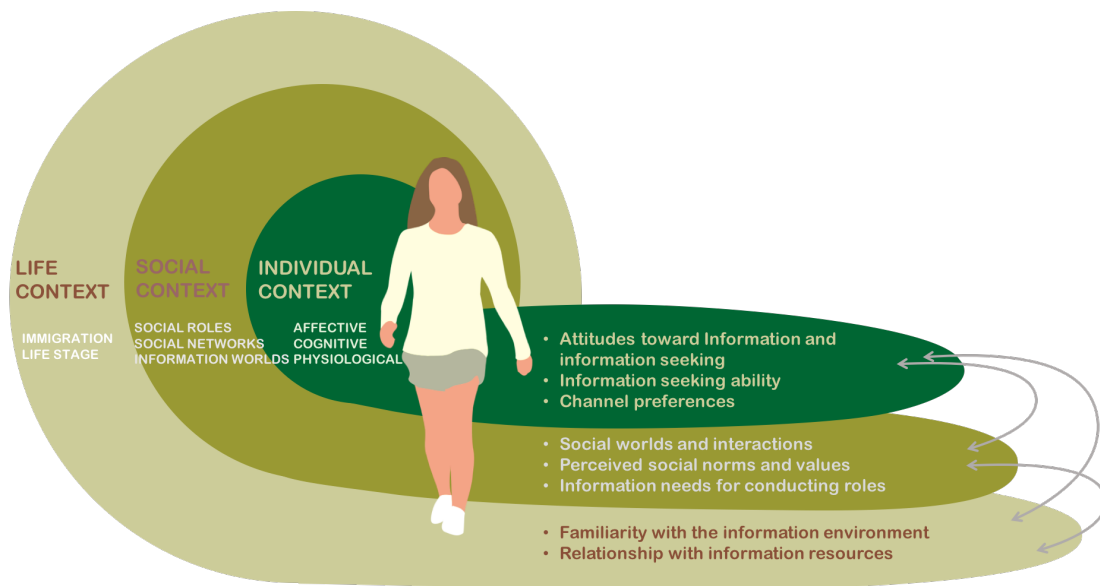 LIFE
CONTEXT
IMMIGRATION
LIFE STAGE
SOCIAL
CONTEXT
SOCIAL ROLES
SOCIAL NETWORKS
INFORMATION WORLDS
INDIVIDUAL
CONTEXT
AFFECTIVE
COGNITIVE
PHYSIOLOGICAL
• Attitudes toward Information and
information seeking
• Information seeking ability
• Channel preferences
• Social worlds and interactions
• Perceived social norms and values
• Information needs for conducting roles
• Familiarity with the information environment
• Relationship with information resources